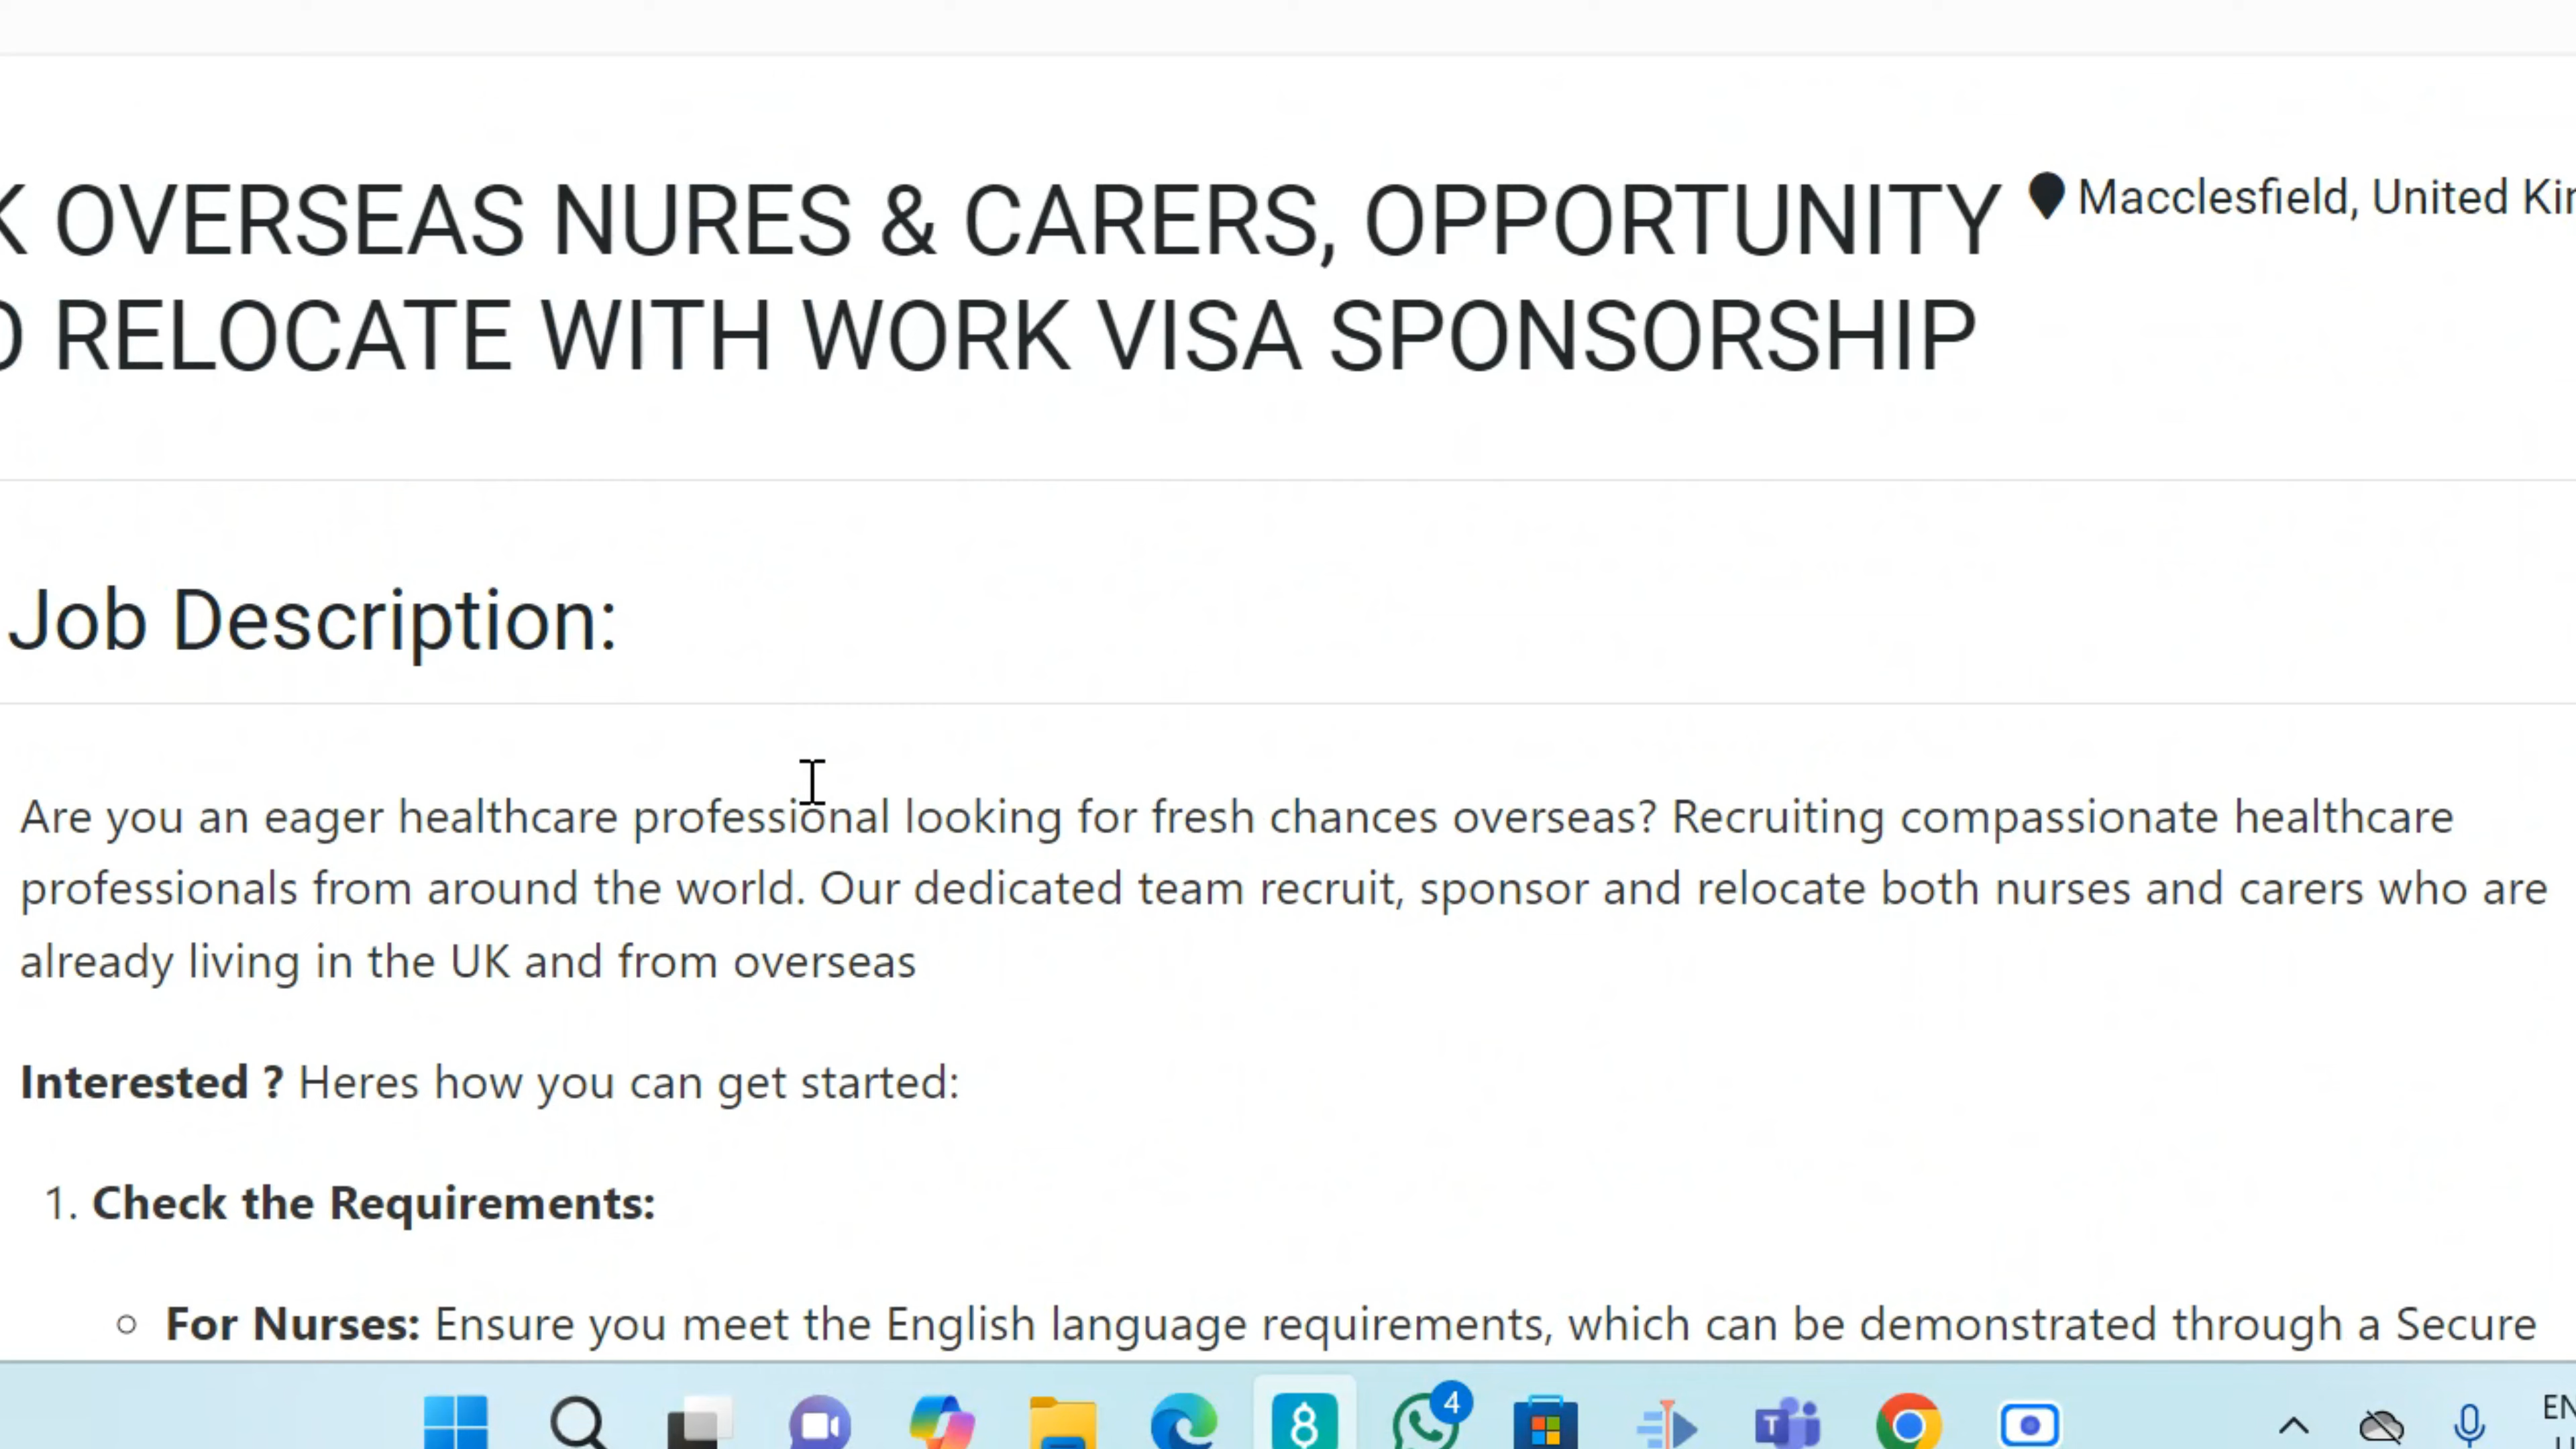 K OVERSEAS NURES & CARERS, OPPORTUNITY
Macclesfield, United Kin
O RELOCATE WITH WORK VISA SPONSORSHIP
Job Description:
Are you an eager healthcare professional looking for fresh chances overseas? Recruiting compassionate healthcare
professionals from around the world. Our dedicated team recruit, sponsor and relocate both nurses and carers who are
already living in the UK and from overseas
Interested ? Heres how you can get started:
1. Check the Requirements:
○ For Nurses: Ensure you meet the English language requirements, which can be demonstrated through a Secure
4
EN